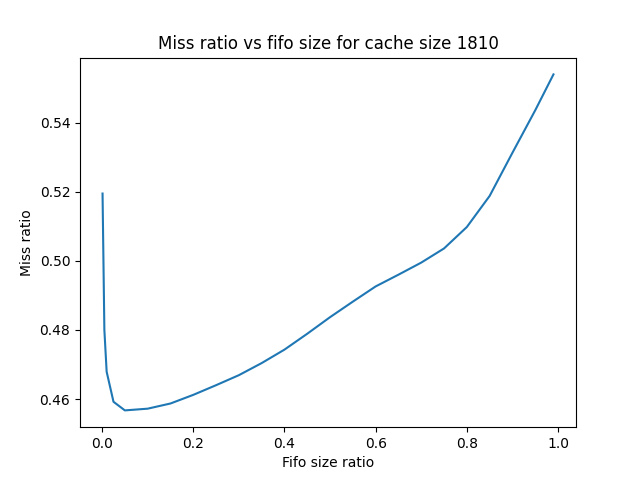 Miss ratio vs fifo size for cache size 1810
Miss ratio
0.54
0.52
0.50
0.48
0.46
0.0 0.2 0.4 0.6 0.8 1.0
Fifo size ratio